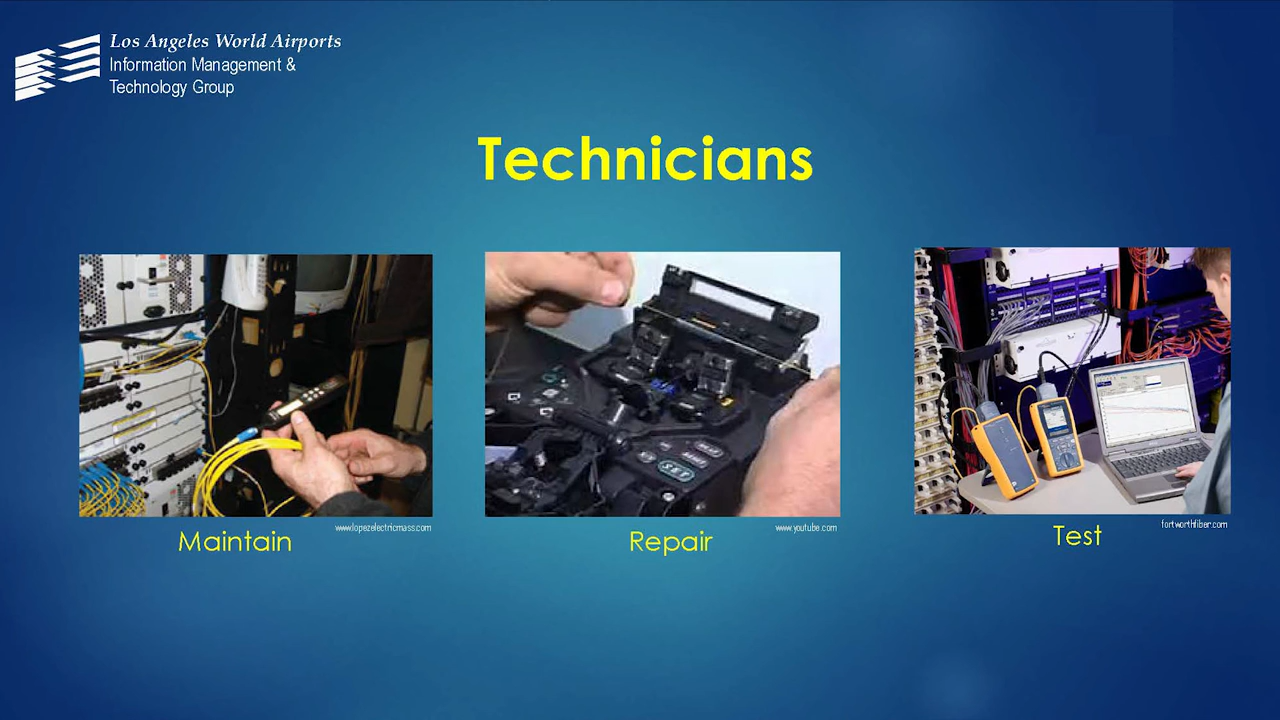 Los Angeles World Airports
Information Management &
Technology Group
Technicians
www.lopezelectricmass.com
Maintain
www.youtube.com
Repair
fortworthfiber.com
Test
SET